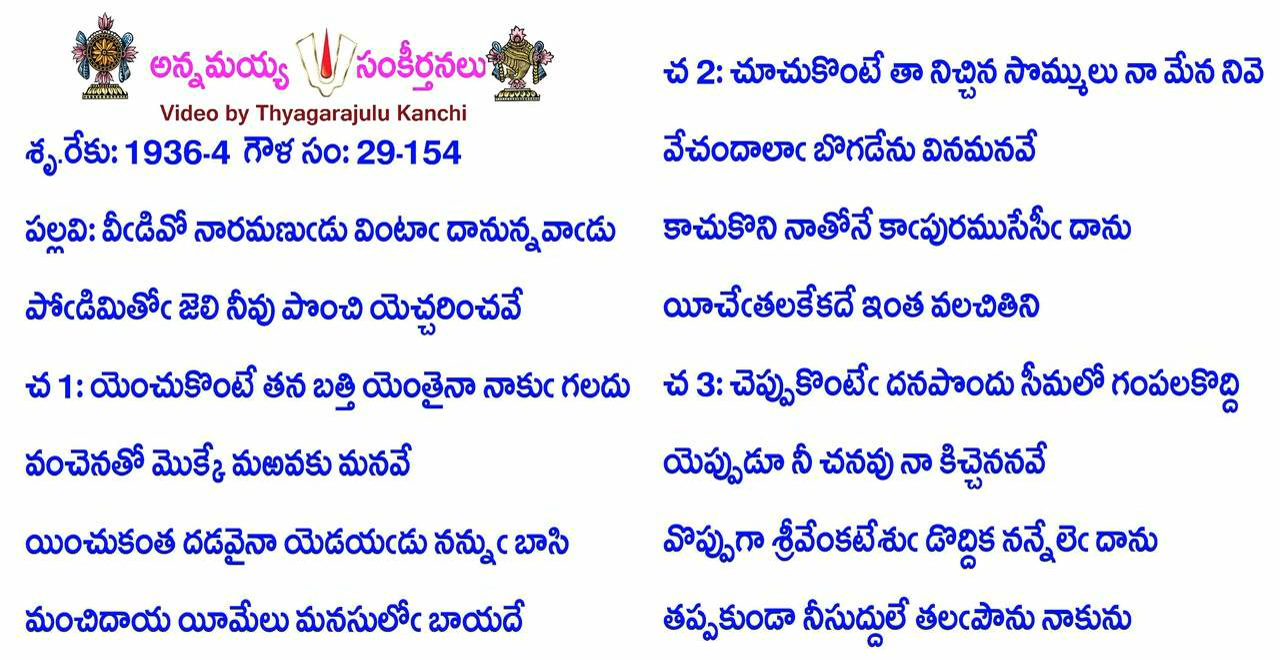 అన్నమయ్య సంకీర్తనలు
Video by Thyagarajulu Kanchi
శృ.రేకు: 1936-4 గౌళ సం: 29-154
పల్లవి: వీఁడివో నారమణుఁడు వింటాఁ దానున్నవాఁడు
పోఁడిమితోఁ జెలి నీవు పొంచి యెచ్చరించవే
చ 1: యెంచుకొంటే తన బత్తి యెంతైనా నాకుఁ గలదు
వంచెనతో మొక్కే మఱవకు మనవే
యించుకంత దడవైనా యెడయఁడు నన్నుఁ బాసి
మంచిదాయ యీమేలు మనసులోఁ బాయదే
చ 2: చూచుకొంటే తా నిచ్చిన సొమ్ములు నా మేన నివె
వేచందాలాఁ బొగడేను వినమనవే
కాచుకొని నాతోనే కాఁపురముసేసీఁ దాను
యీచేఁతలకేకదే ఇంత వలచితిని
చ 3: చెప్పుకొంటేఁ దనపొందు సీమలో గంపలకొద్ది
యెప్పుడూ నీ చనవు నా కిచ్చెననవే
వొప్పుగా శ్రీవేంకటేశుఁ డొద్దిక నన్నేలెఁ దాను
తప్పకుండా నీసుద్దులే తలఁపౌను నాకును